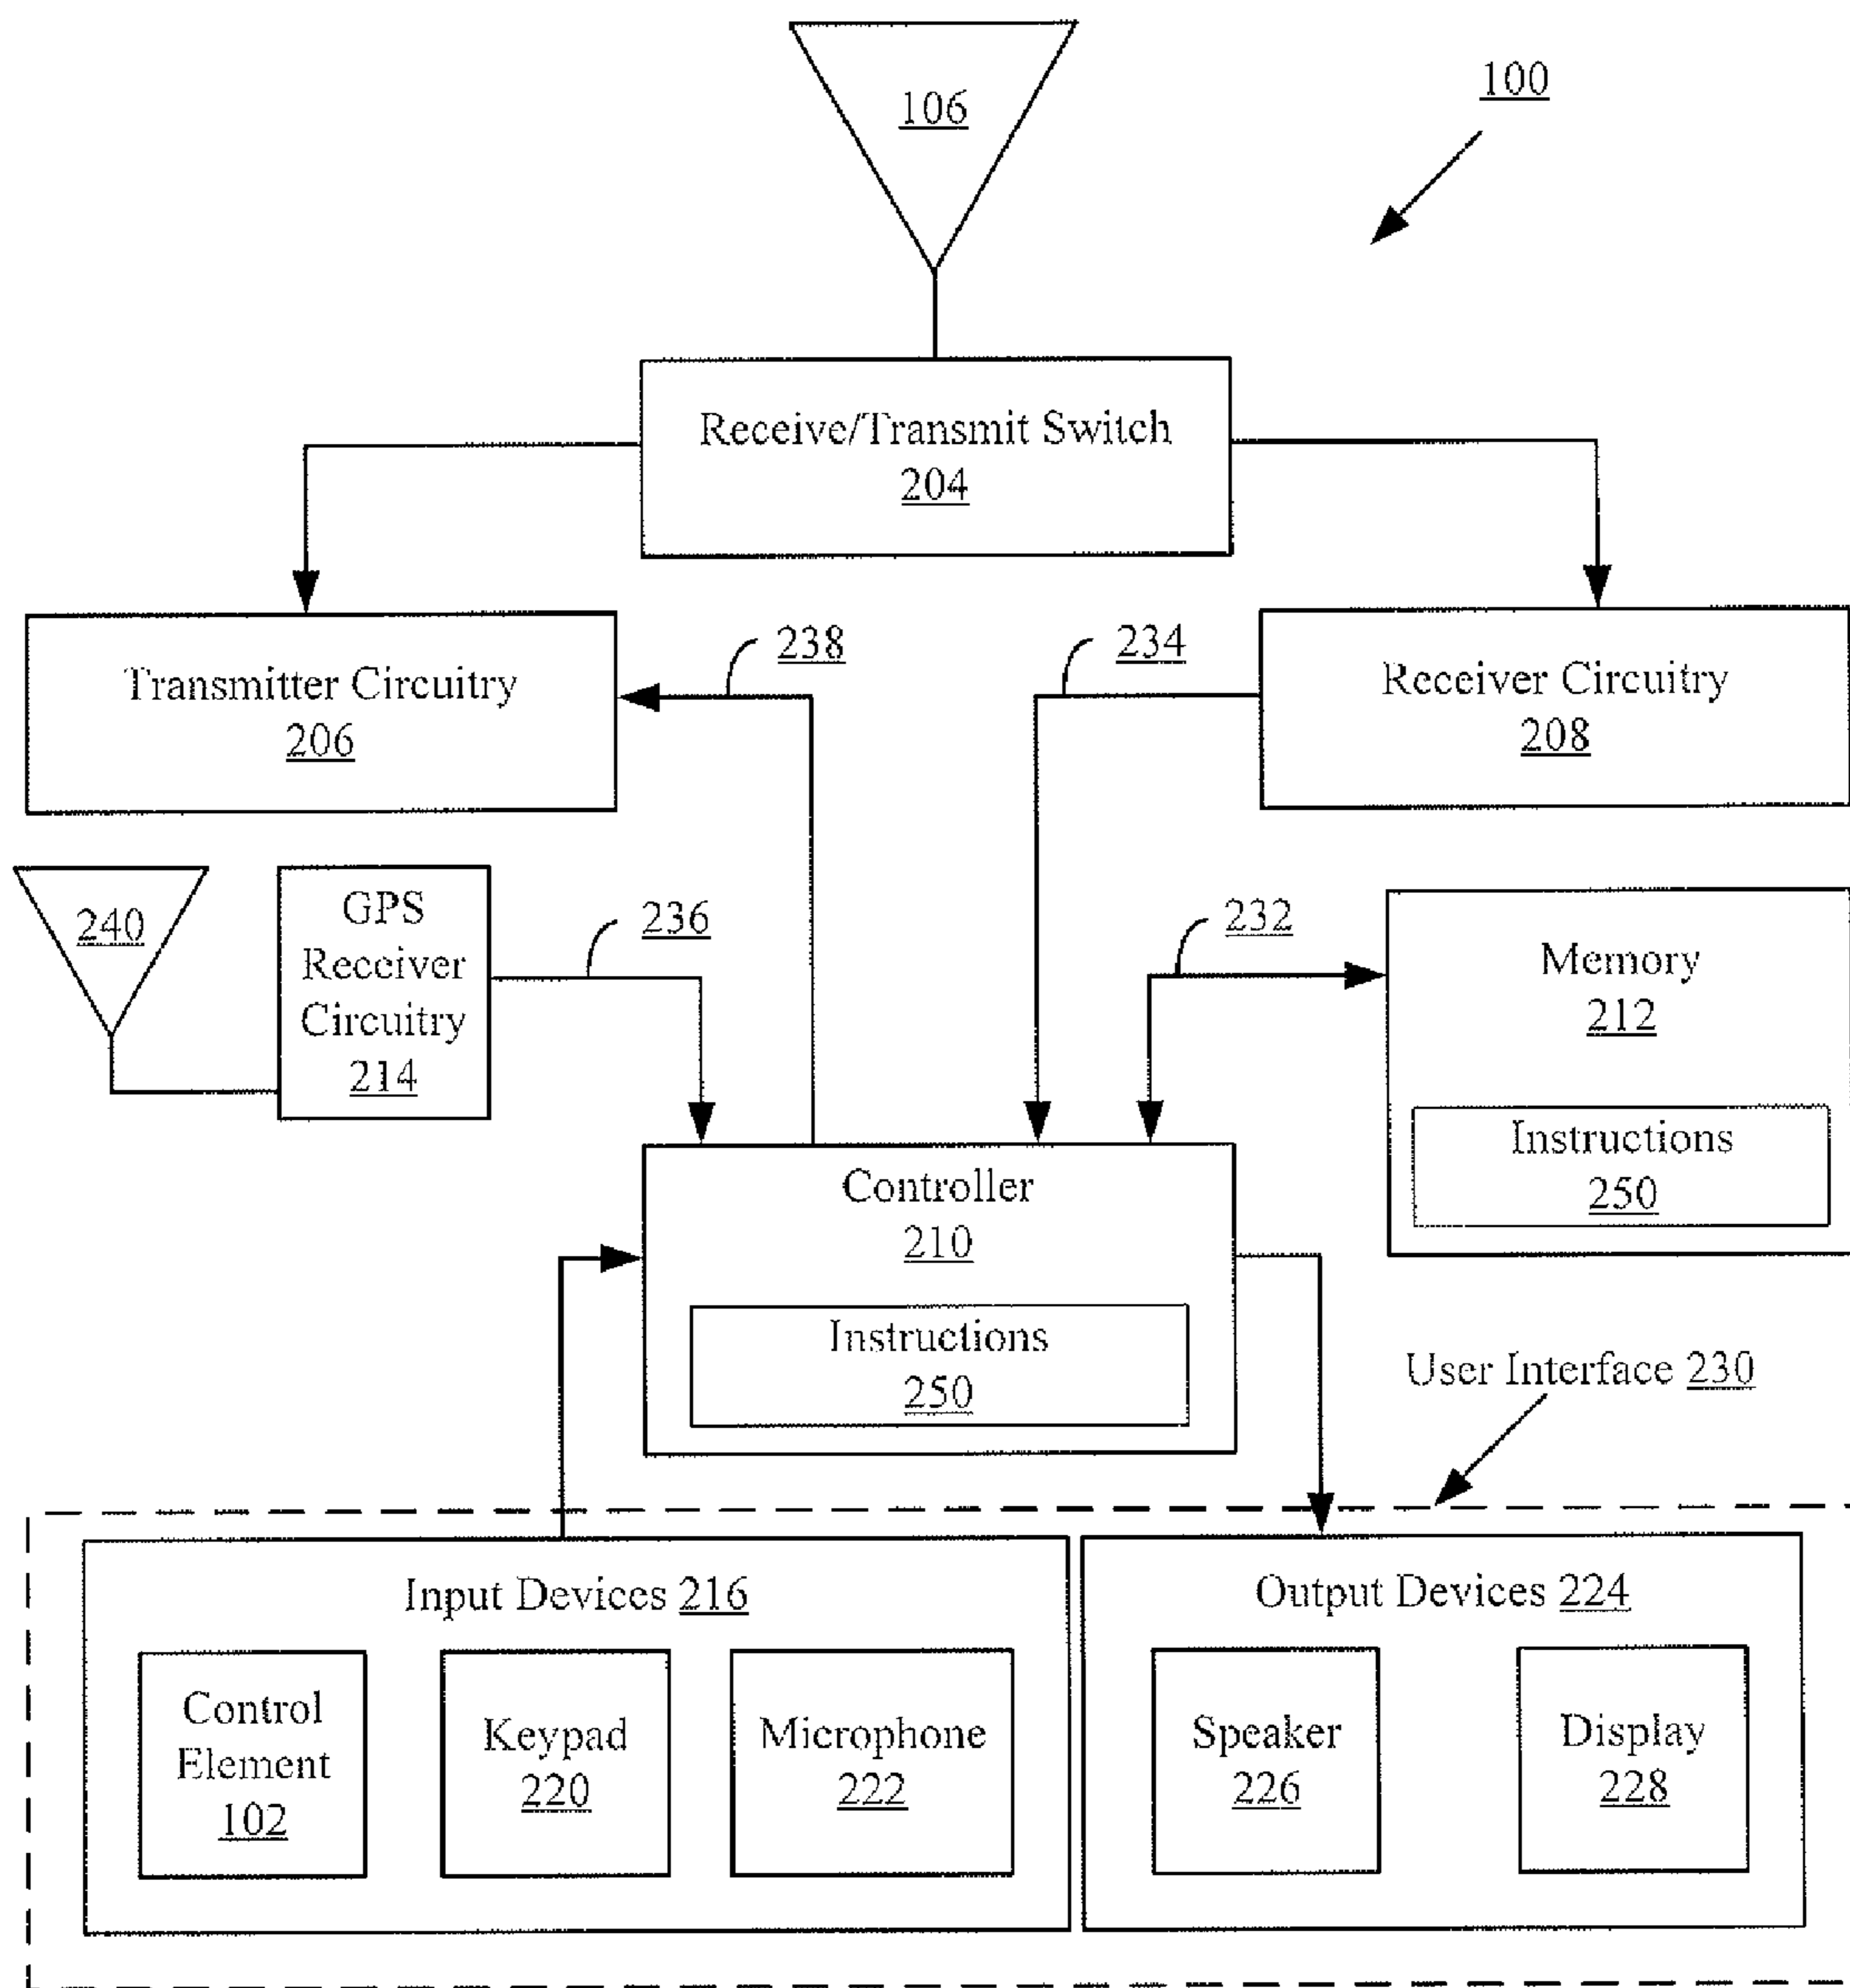 106
100
Receive/Transmit Switch
204
238
234
Transmitter Circuitry
206
Receiver Circuitry
208
240
GPS
Receiver
Circuitry
214
236
232
Memory
212
Instructions
250
Controller
210
Instructions
250
User Interface 230
Input Devices 216
Control
Element
102
Keypad
220
Microphone
222
Output Devices 224
Speaker
226
Display
228